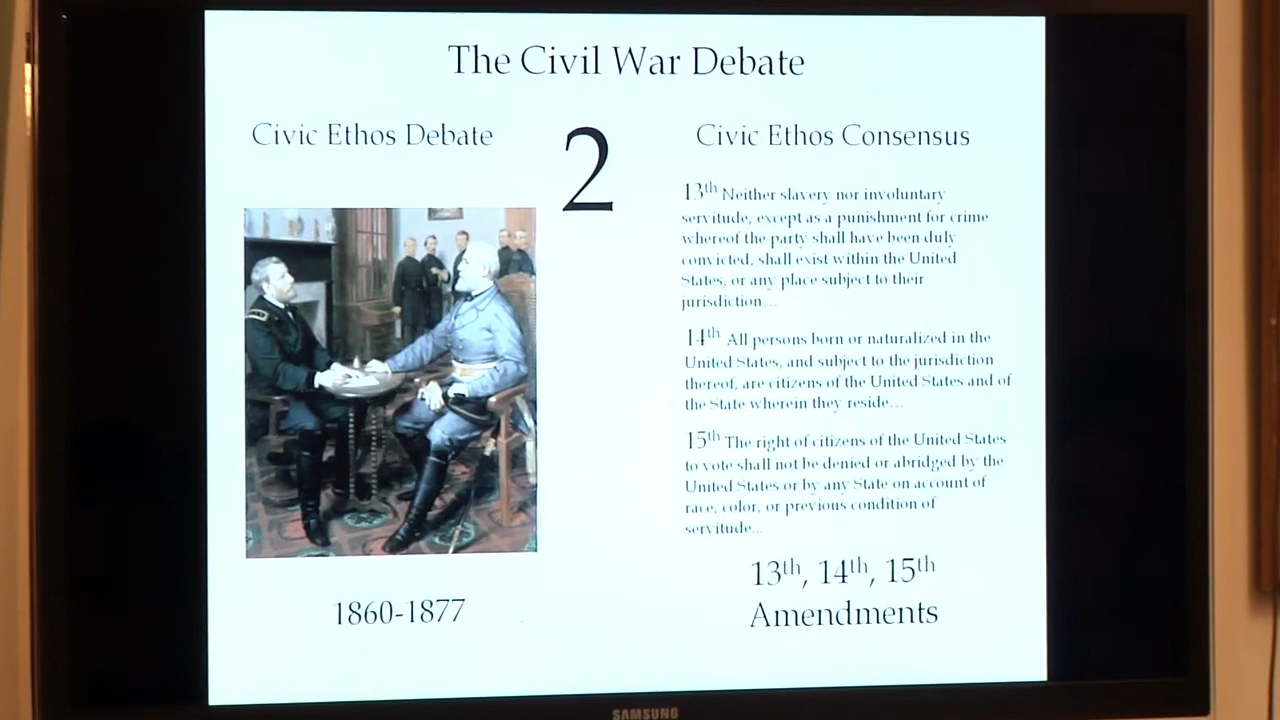 The Civil War Debate
Civic Ethos Debate
2
Civic Ethos Consensus
13th Neither slavery nor involuntary
servitude, except as a punishment for crime
whereof the party shall have been duly
convicted, shall exist within the United
States, or any place subject to their
jurisdiction...
14th All persons born or naturalized in the
United States, and subject to the jurisdiction
thereof, are citizens of the United States and of
the State wherein they reside...
15th The right of citizens of the United States
to vote shall not be denied or abridged by the
United States or by any State on account of
race, color, or previous condition of
servitude...
1860-1877
13th, 14th, 15th
Amendments
SAMSUNG